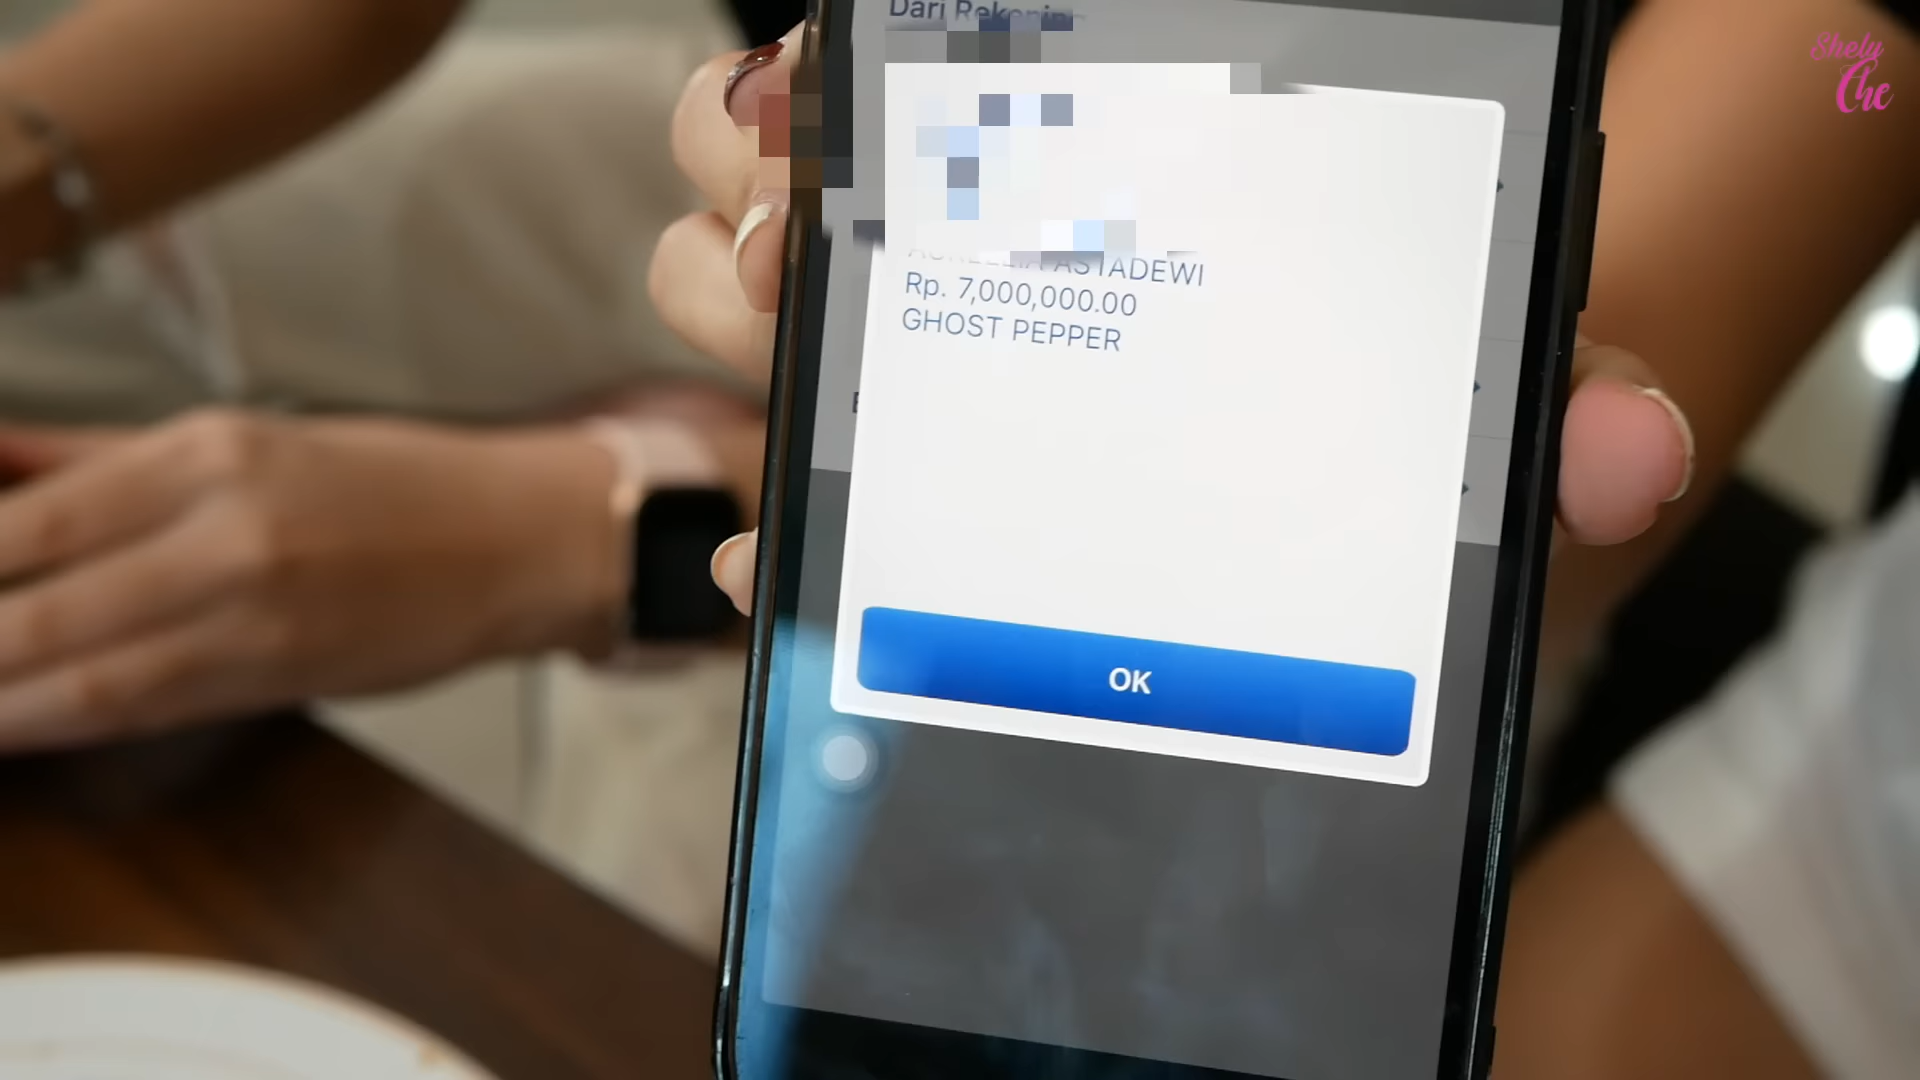 Dari Rekening
Shely
Che
ASTADEWI
Rp. 7,000,000.00
GHOST PEPPER
OK